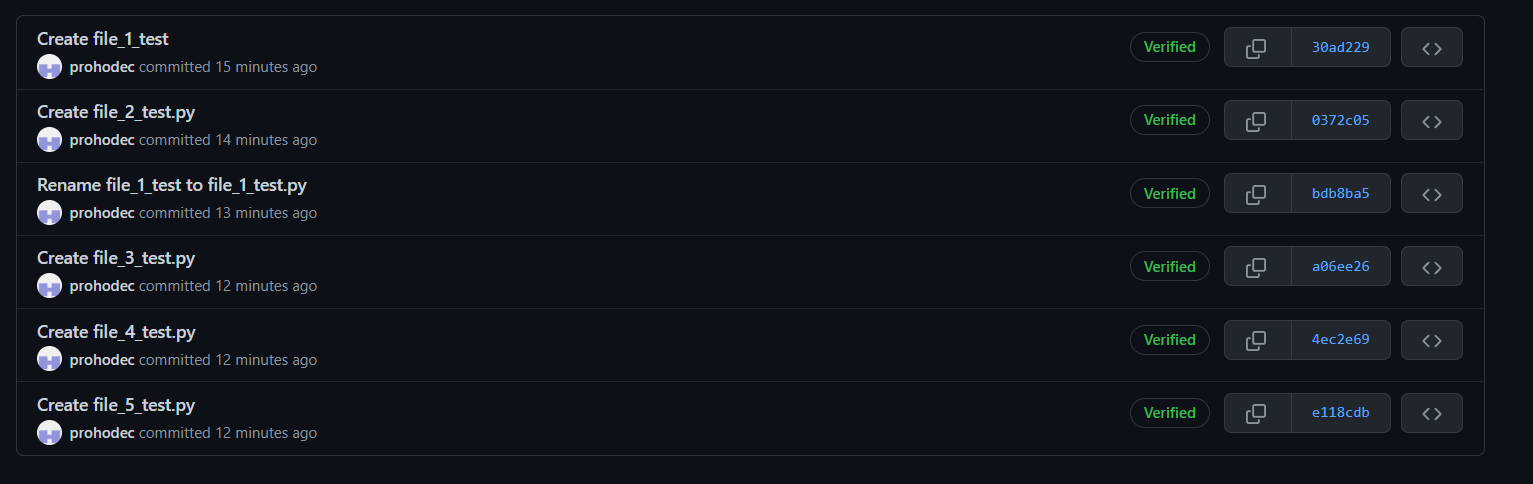 Create file_1_test
prohodec committed 15 minutes ago
Verified
30ad229
Create file_2_test.py
prohodec committed 14 minutes ago
Verified
0372c05
Rename file_1_test to file_1_test.py
prohodec committed 13 minutes ago
Verified
bdb8ba5
Create file_3_test.py
prohodec committed 12 minutes ago
Verified
a06ee26
Create file_4_test.py
prohodec committed 12 minutes ago
Verified
4ec2e69
Create file_5_test.py
prohodec committed 12 minutes ago
Verified
e118cdb